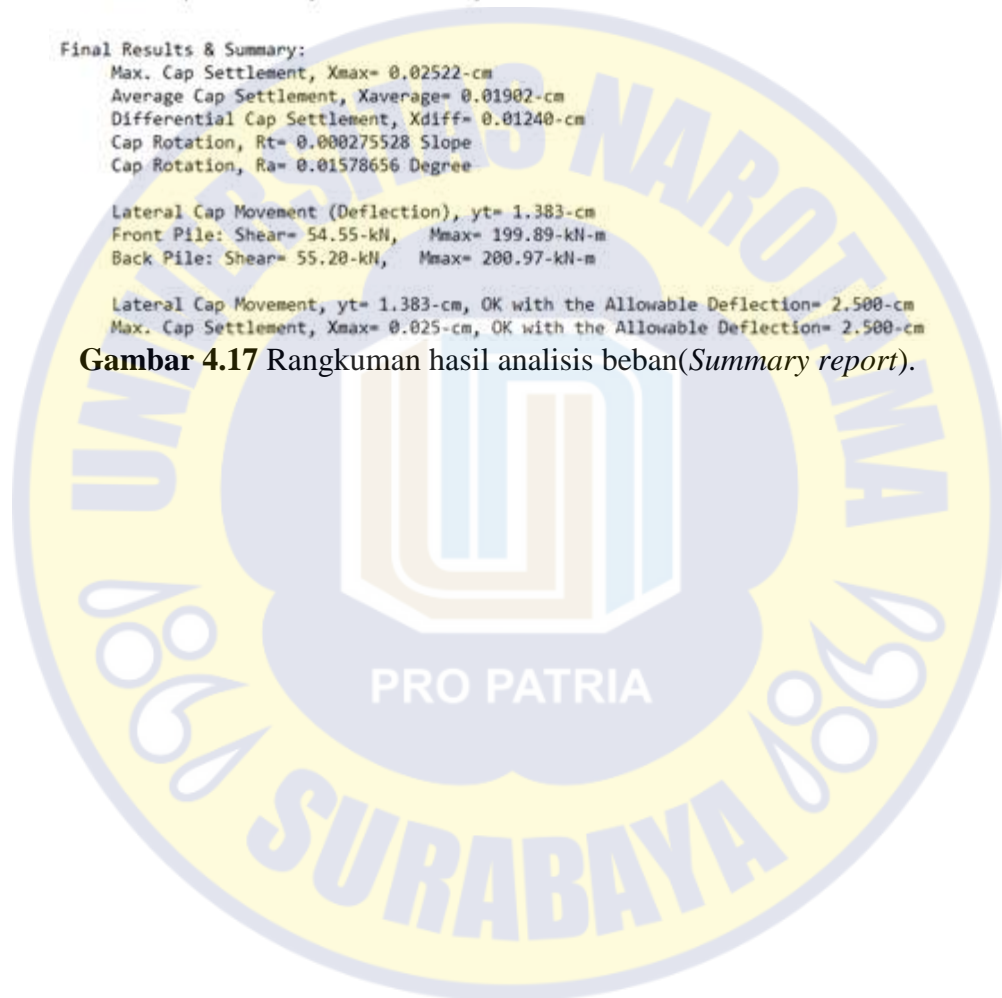 Final Results & Summary:
Max. Cap Settlement, Xmax= 0.02522-cm
Average Cap Settlement, Xaverage= 0.01902-cm
Differential Cap Settlement, Xdiff= 0.01240-cm
Cap Rotation, Rt= 0.000275528 Slope
Cap Rotation, Ra= 0.01578656 Degree
Lateral Cap Movement (Deflection), yt= 1.383-cm
Front Pile: Shear= 54.55-kN, Mmax= 199.89-kN-m
Back Pile: Shear= 55.20-kN, Mmax= 200.97-kN-m
Lateral Cap Movement, yt= 1.383-cm, OK with the Allowable Deflection= 2.500-cm
Max. Cap Settlement, Xmax= 0.025-cm, OK with the Allowable Deflection= 2.500-cm
Gambar 4.17 Rangkuman hasil analisis beban(Summary report).
UNIVERSITAS NAROTAMA
PRO PATRIA
SURABAYA